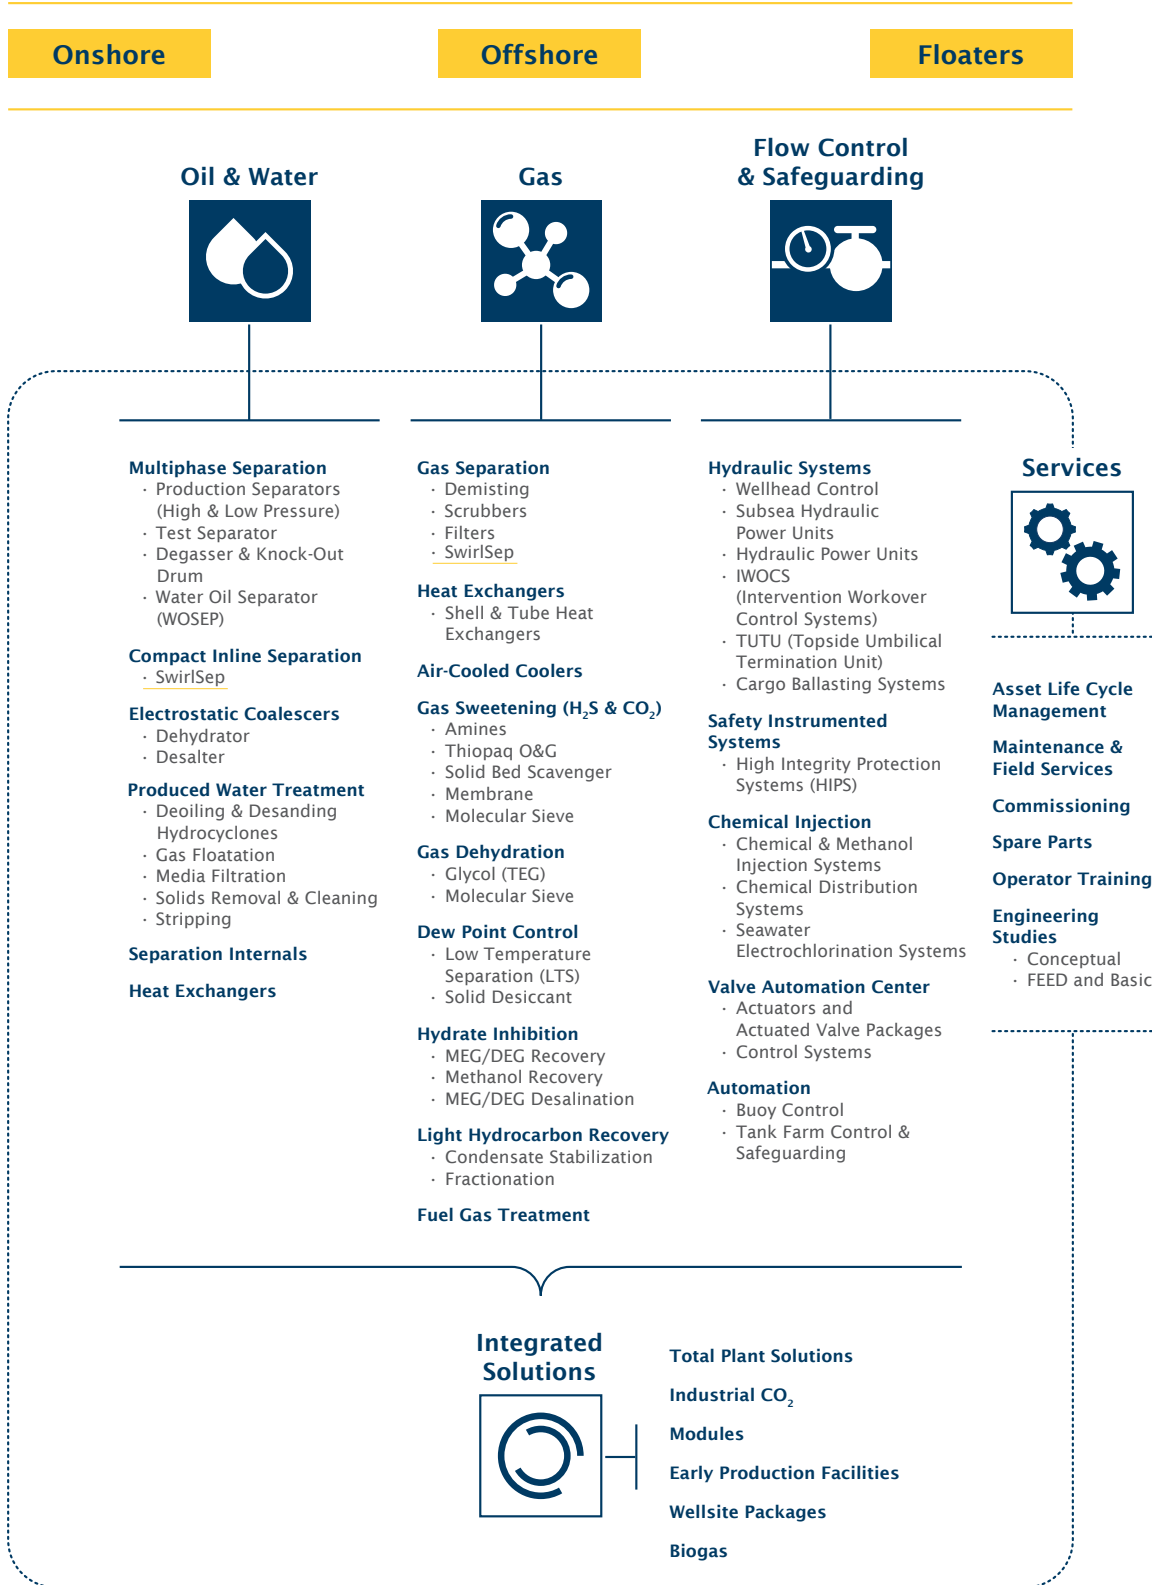 Onshore
Offshore
Floaters
Oil & Water
Gas
Flow Control
& Safeguarding
Multiphase Separation
· Production Separators
(High & Low Pressure)
· Test Separator
· Degasser & Knock-Out
Drum
· Water Oil Separator
(WOSEP)
Compact Inline Separation
· SwirlSep
Electrostatic Coalescers
· Dehydrator
· Desalter
Produced Water Treatment
· Deoiling & Desanding
Hydrocyclones
· Gas Floatation
· Media Filtration
· Solids Removal & Cleaning
· Stripping
Separation Internals
Heat Exchangers
Gas Separation
· Demisting
· Scrubbers
· Filters
· SwirlSep
Heat Exchangers
· Shell & Tube Heat
Exchangers
Air-Cooled Coolers
Gas Sweetening (H₂S & CO₂)
· Amines
· Thiopaq O&G
· Solid Bed Scavenger
· Membrane
· Molecular Sieve
Gas Dehydration
· Glycol (TEG)
· Molecular Sieve
Dew Point Control
· Low Temperature
Separation (LTS)
· Solid Desiccant
Hydrate Inhibition
· MEG/DEG Recovery
· Methanol Recovery
· MEG/DEG Desalination
Light Hydrocarbon Recovery
· Condensate Stabilization
· Fractionation
Fuel Gas Treatment
Hydraulic Systems
· Wellhead Control
· Subsea Hydraulic
Power Units
· Hydraulic Power Units
· IWOCS
(Intervention Workover
Control Systems)
· TUTU (Topside Umbilical
Termination Unit)
· Cargo Ballasting Systems
Safety Instrumented
Systems
· High Integrity Protection
Systems (HIPS)
Chemical Injection
· Chemical & Methanol
Injection Systems
· Chemical Distribution
Systems
· Seawater
Electrochlorination Systems
Valve Automation Center
· Actuators and
Actuated Valve Packages
· Control Systems
Automation
· Buoy Control
· Tank Farm Control &
Safeguarding
Services
Asset Life Cycle
Management
Maintenance &
Field Services
Commissioning
Spare Parts
Operator Training
Engineering
Studies
· Conceptual
· FEED and Basic
Integrated
Solutions
Total Plant Solutions
Industrial CO₂
Modules
Early Production Facilities
Wellsite Packages
Biogas